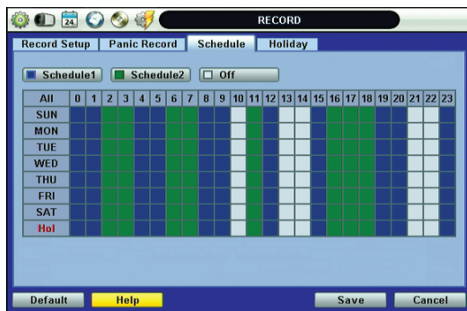 24
RECORD
Record Setup Panic Record Schedule Holiday
Schedule1 Schedule2 Off
All 0 1 2 3 4 5 6 7 8 9 10 11 12 13 14 15 16 17 18 19 20 21 22 23
SUN
MON
TUE
WED
THU
FRI
SAT
Hol
Default Help Save Cancel